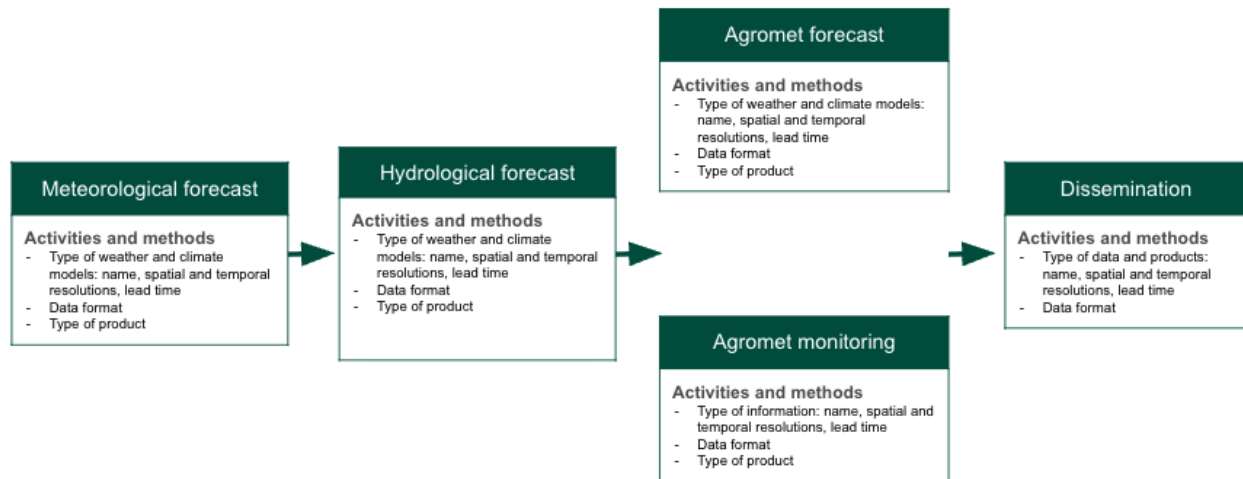 Meteorological forecast
Activities and methods
- Type of weather and climate
models: name, spatial and temporal
resolutions, lead time
- Data format
- Type of product
Hydrological forecast
Activities and methods
- Type of weather and climate
models: name, spatial and temporal
resolutions, lead time
- Data format
- Type of product
Agromet forecast
Activities and methods
- Type of weather and climate models:
name, spatial and temporal
resolutions, lead time
- Data format
- Type of product
Agromet monitoring
Activities and methods
- Type of information: name, spatial and
temporal resolutions, lead time
- Data format
- Type of product
Dissemination
Activities and methods
- Type of data and products:
name, spatial and temporal
resolutions, lead time
- Data format